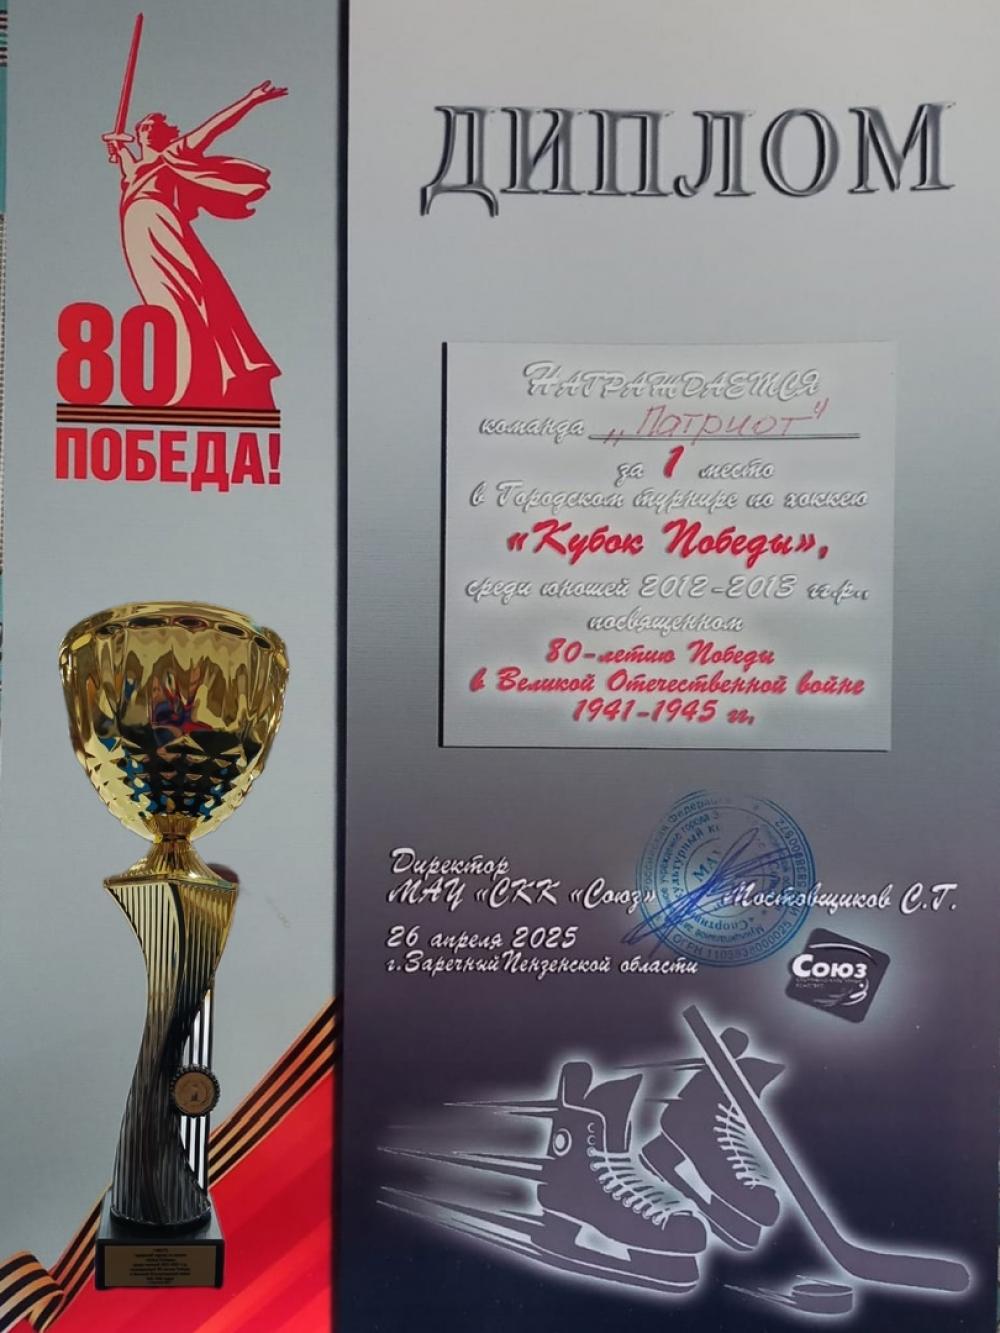 80
ПОБЕДА!
ДИПЛОМ
НАГРАЖДАЕТСЯ
команда „Патриот"
за 1 место
в Городском турнире по хоккею
«Кубок Победы»,
среди юношей 2012-2013 гг.р.,
посвященном
80-летию Победы
в Великой Отечественной войне
1941-1945 гг.
Директор
МАУ «СКК «Союз» Мостовщиков С.Г.
26 апреля 2025
г.Заречный Пензенской области
СОЮЗ